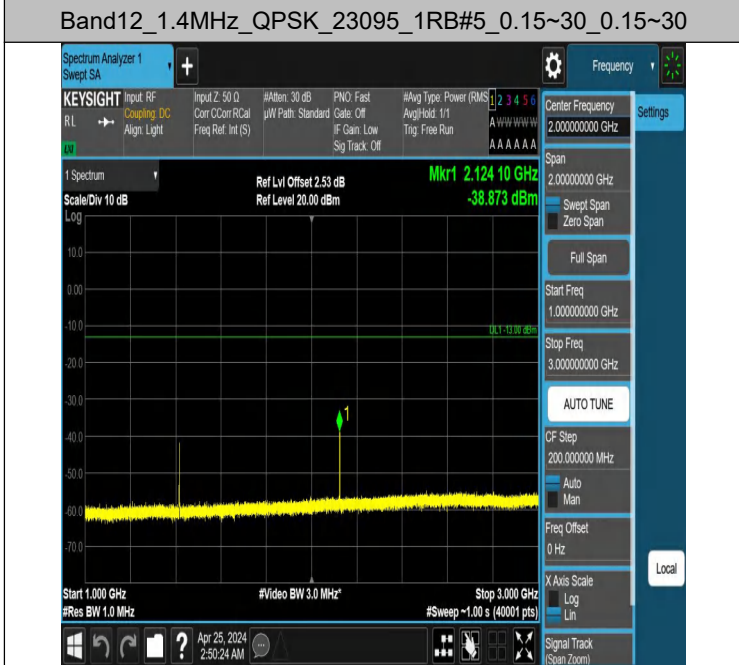 Band12_1.4MHz_QPSK_23095_1RB#5_0.15~30_0.15~30
Spectrum Analyzer 1
Swept SA
+
Frequency
KEYSIGHT
RL
Input: RF
Coupling: DC
Align: Light
Input Z: 50 Ω
Corr CCorr RCal
Freq Ref: Int (S)
#Atten: 30 dB
µW Path: Standard
PNO: Fast
Gate: Off
IF Gain: Low
Sig Track: Off
#Avg Type: Power (RMS
Avg|Hold: 1/1
Trig: Free Run
1 2 3 4 5 6
A W W W W W
A A A A A A
LXI
1 Spectrum
Scale/Div 10 dB
Log
Ref Lvl Offset 2.53 dB
Ref Level 20.00 dBm
Mkr1 2.124 10 GHz
-38.873 dBm
10.0
0.00
-10.0
DL1 -13.00 dBm
-20.0
-30.0
1
-40.0
-50.0
-60.0
-70.0
Start 1.000 GHz
#Res BW 1.0 MHz
#Video BW 3.0 MHz*
Stop 3.000 GHz
#Sweep ~1.00 s (40001 pts)
Center Frequency
2.000000000 GHz
Settings
Span
2.00000000 GHz
Swept Span
Zero Span
Full Span
Start Freq
1.000000000 GHz
Stop Freq
3.000000000 GHz
AUTO TUNE
CF Step
200.000000 MHz
Auto
Man
Freq Offset
0 Hz
X Axis Scale
Log
Lin
Local
Signal Track
(Span Zoom)
?
Apr 25, 2024
2:50:24 AM